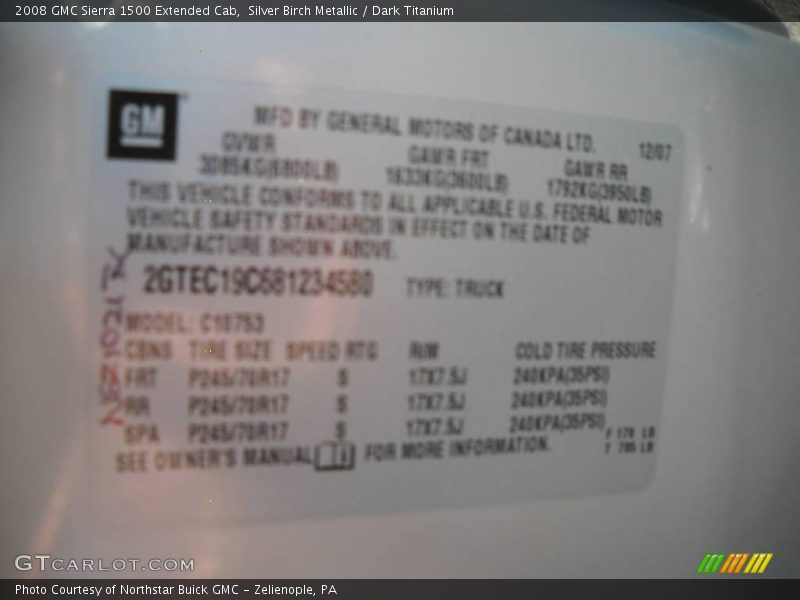 2008 GMC Sierra 1500 Extended Cab,  Silver Birch Metallic / Dark Titanium
GM
MFD BY GENERAL MOTORS OF CANADA LTD. 12/07
GVWR GAWR FRT GAWR RR
3085KG(6800LB) 1633KG(3600LB) 1792KG(3950LB)
THIS VEHICLE CONFORMS TO ALL APPLICABLE U.S. FEDERAL MOTOR
VEHICLE SAFETY STANDARDS IN EFFECT ON THE DATE OF
MANUFACTURE SHOWN ABOVE.
2GTEC19C681234580 TYPE: TRUCK
MODEL: C10753
TIRE SIZE SPEED RTG RIM COLD TIRE PRESSURE
FRT P245/70R17 S 17X7.5J 240KPA(35PSI)
RR P245/70R17 S 17X7.5J 240KPA(35PSI)
SPA P245/70R17 S 17X7.5J 240KPA(35PSI)
SEE OWNER'S MANUAL FOR MORE INFORMATION.
GTCARLOT.COM
Photo Courtesy of Northstar Buick GMC – Zelienople, PA